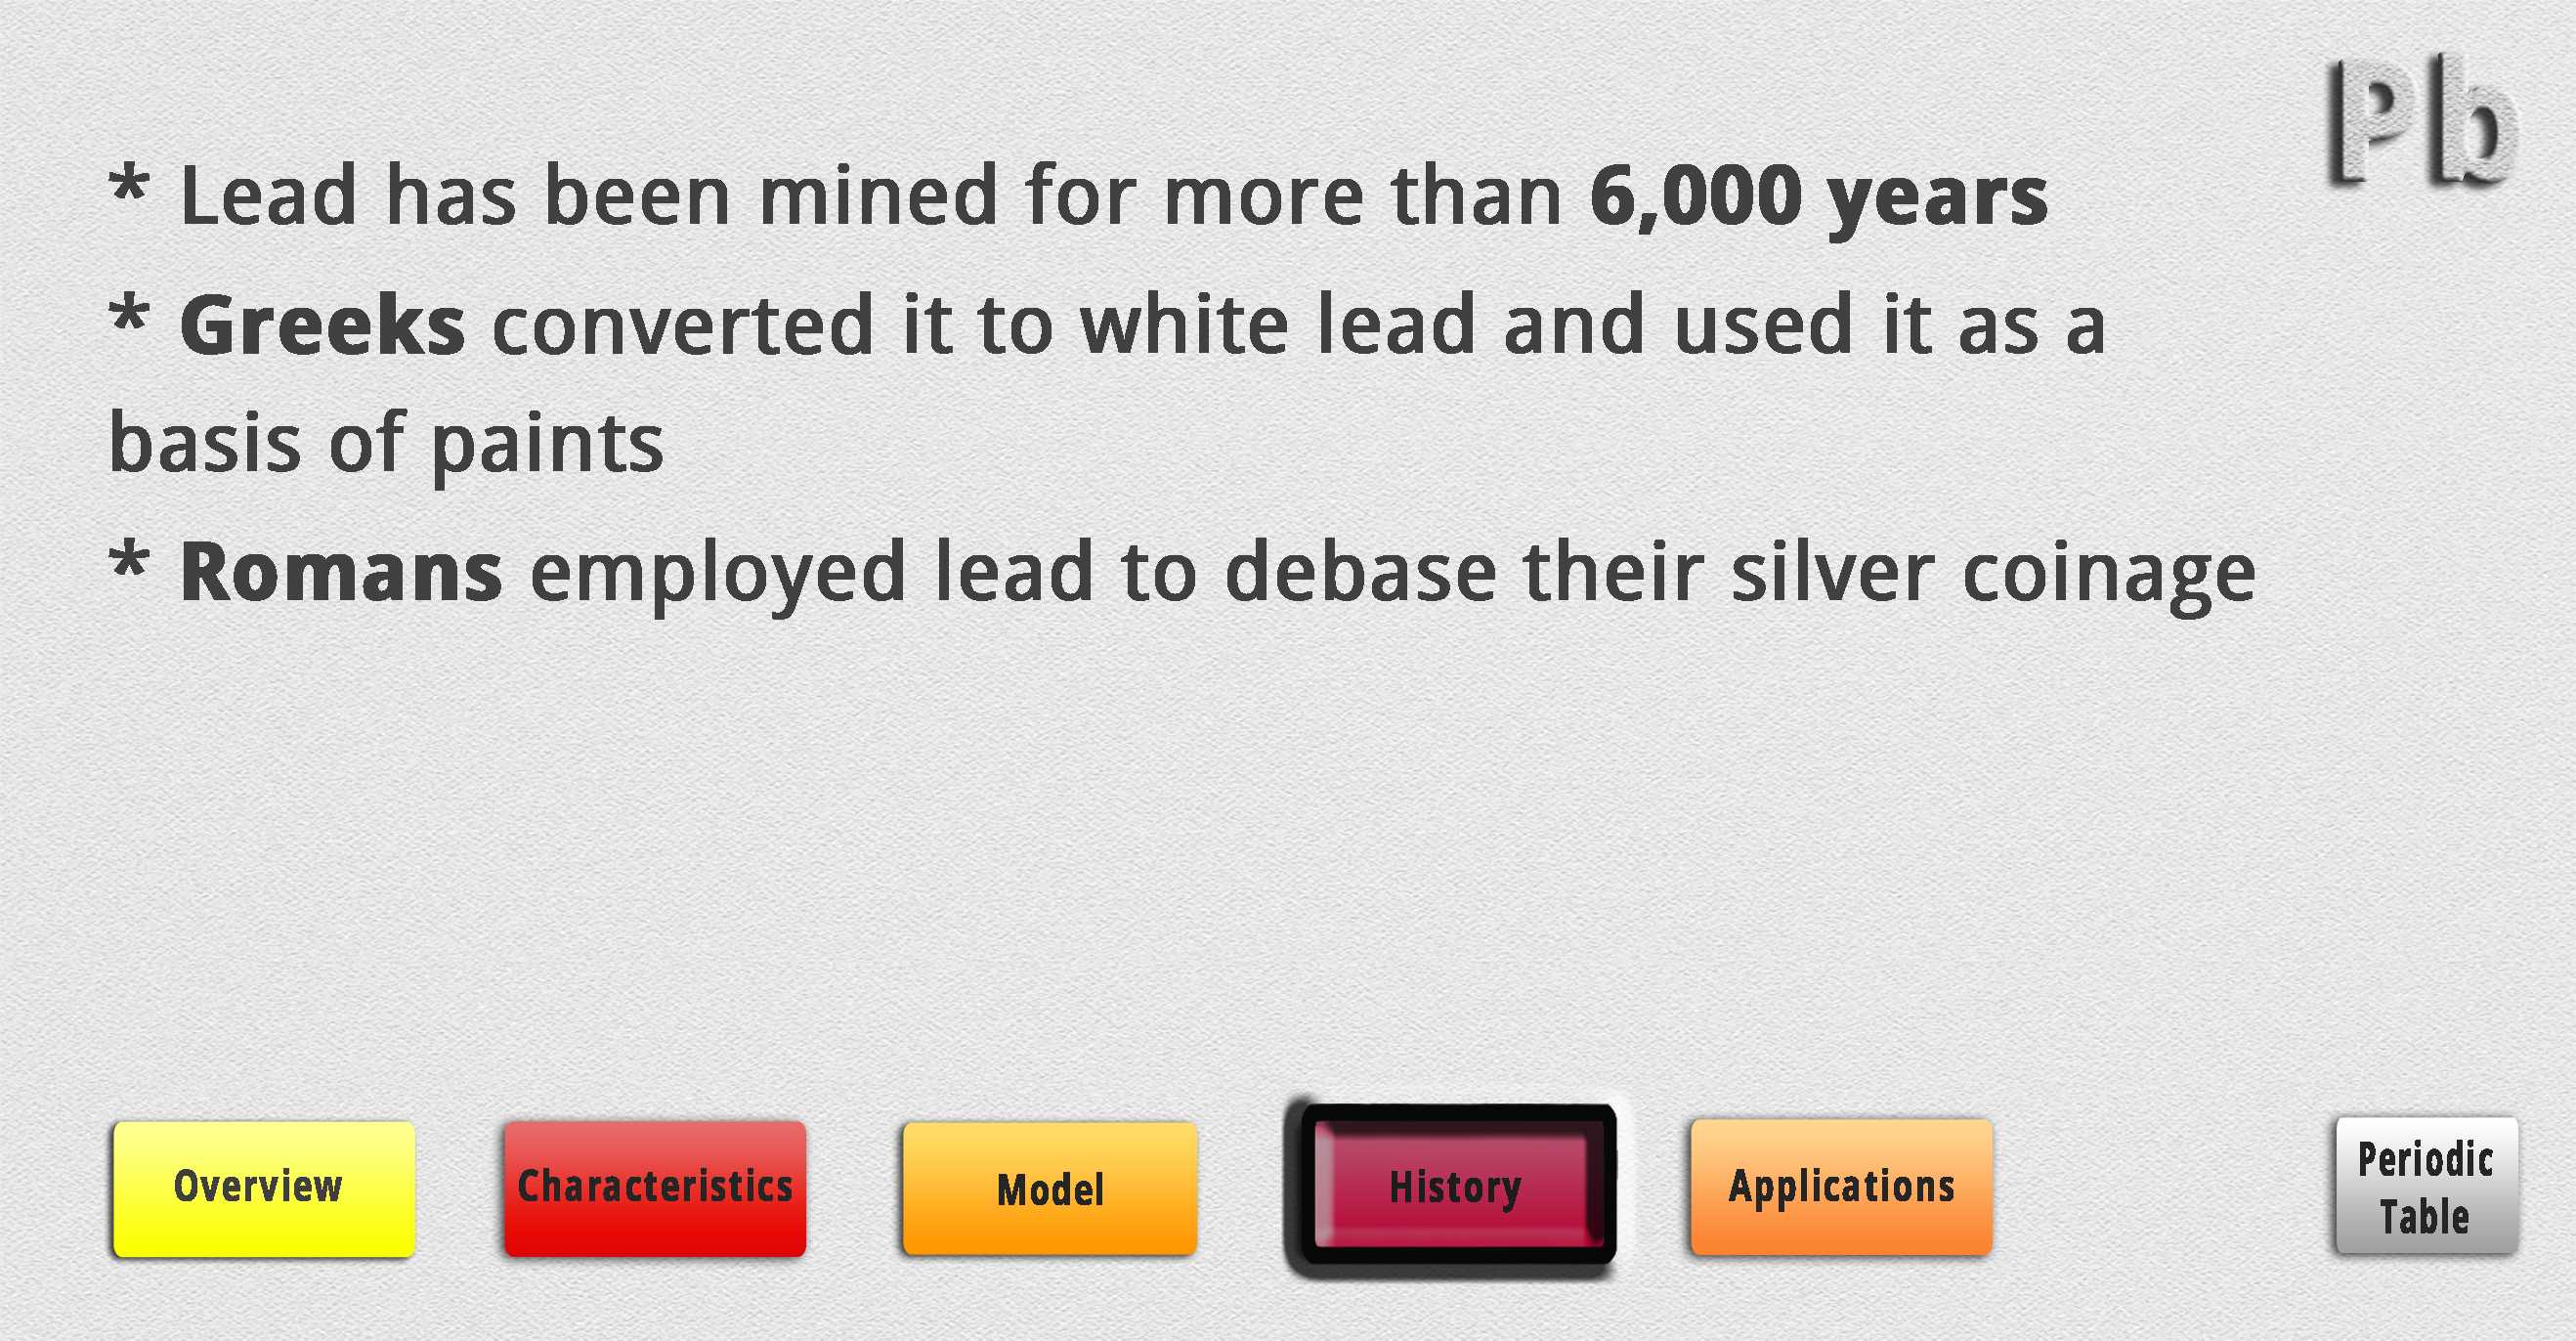 Pb
* Lead has been mined for more than 6,000 years
* Greeks converted it to white lead and used it as a
basis of paints
* Romans employed lead to debase their silver coinage
Overview
Characteristics
Model
History
Applications
Periodic
Table